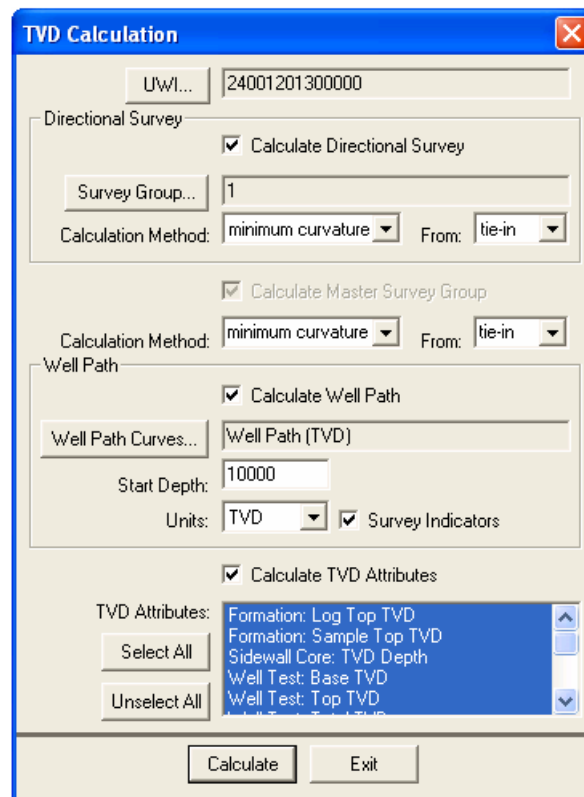 TVD Calculation
UWI... 24001201300000
Directional Survey
Calculate Directional Survey
Survey Group... 1
Calculation Method: minimum curvature From: tie-in
Calculate Master Survey Group
Calculation Method: minimum curvature From: tie-in
Well Path
Calculate Well Path
Well Path Curves... Well Path (TVD)
Start Depth: 10000
Units: TVD Survey Indicators
Calculate TVD Attributes
TVD Attributes: Formation: Log Top TVD
Formation: Sample Top TVD
Select All Sidewall Core: TVD Depth
Well Test: Base TVD
Unselect All Well Test: Top TVD
Calculate Exit